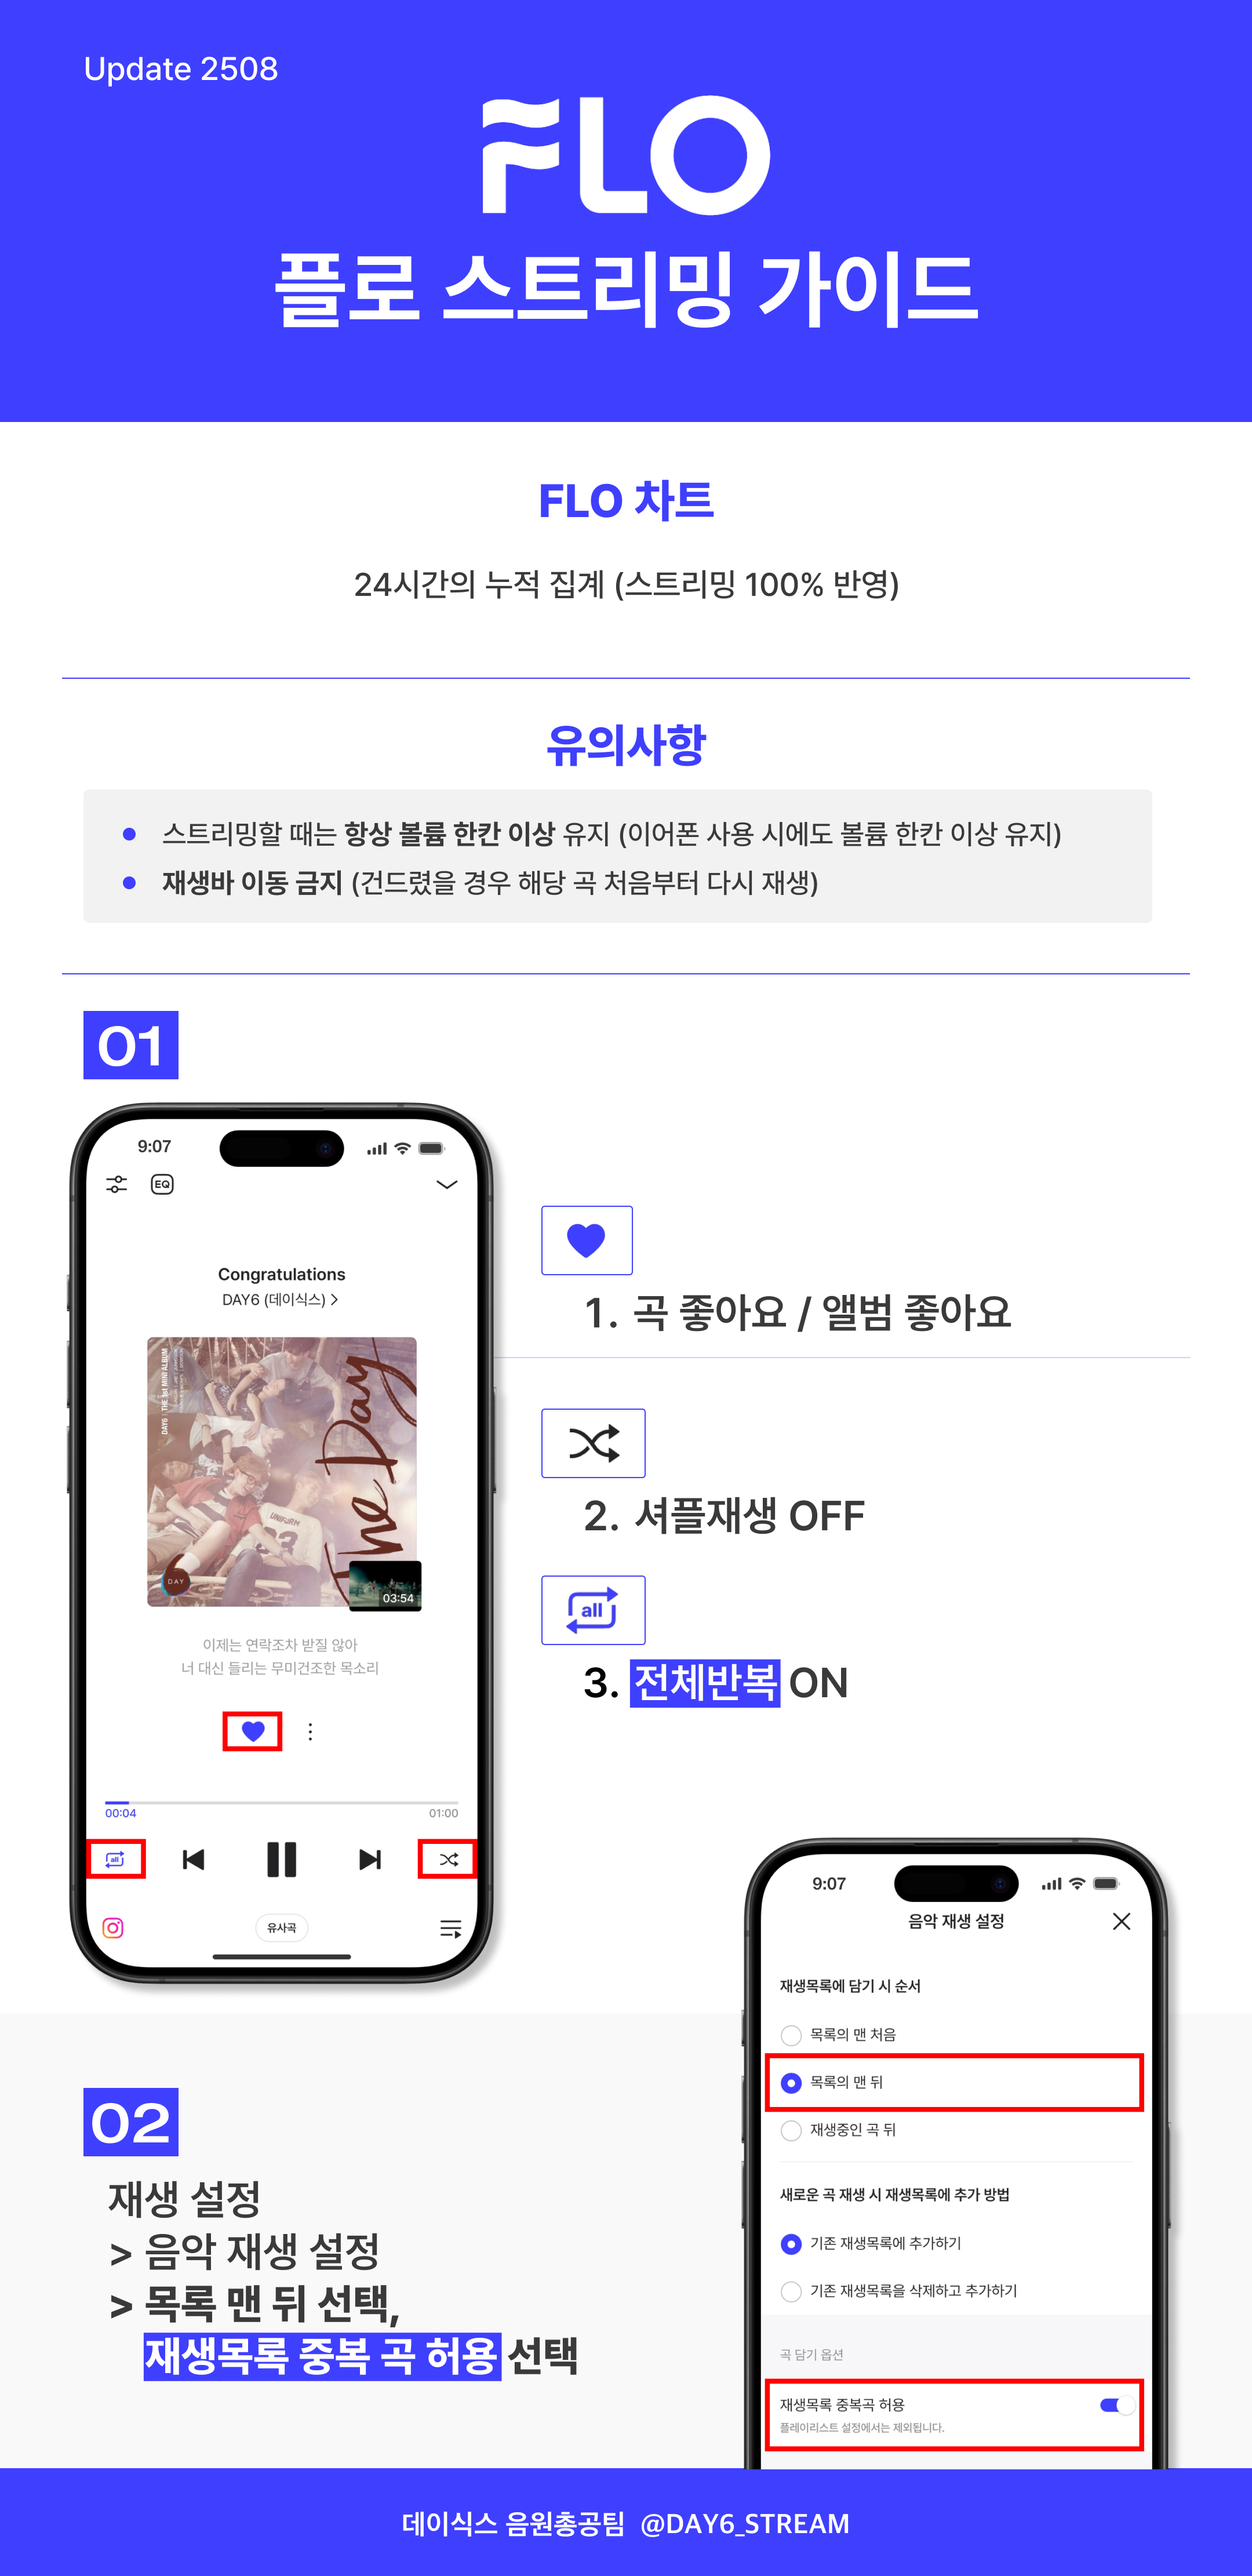 Update 2508
FLO
플로 스트리밍 가이드
FLO 차트
24시간의 누적 집계 (스트리밍 100% 반영)
유의사항
스트리밍할 때는 항상 볼륨 한칸 이상 유지 (이어폰 사용 시에도 볼륨 한칸 이상 유지)
재생바 이동 금지 (건드렸을 경우 해당 곡 처음부터 다시 재생)
01
9:07
EQ
Congratulations
DAY6 (데이식스) >
DAY6 | THE 1st MINI ALBUM
The Day
UNIFORM
DAY
03:54
이제는 연락조차 받질 않아
너 대신 들리는 무미건조한 목소리
00:04
01:00
all
유사곡
1. 곡 좋아요 / 앨범 좋아요
2. 셔플재생 OFF
all
3. 전체반복 ON
02
재생 설정
> 음악 재생 설정
> 목록 맨 뒤 선택,
재생목록 중복 곡 허용 선택
9:07
음악 재생 설정
재생목록에 담기 시 순서
목록의 맨 처음
목록의 맨 뒤
재생중인 곡 뒤
새로운 곡 재생 시 재생목록에 추가 방법
기존 재생목록에 추가하기
기존 재생목록을 삭제하고 추가하기
곡 담기 옵션
재생목록 중복곡 허용
플레이리스트 설정에서는 제외됩니다.
데이식스 음원총공팀 @DAY6_STREAM